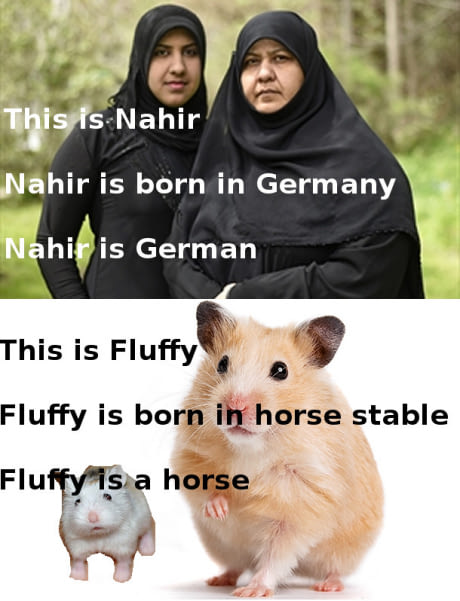 This is Nahir
Nahir is born in Germany
Nahir is German
This is Fluffy
Fluffy is born in horse stable
Fluffy is a horse